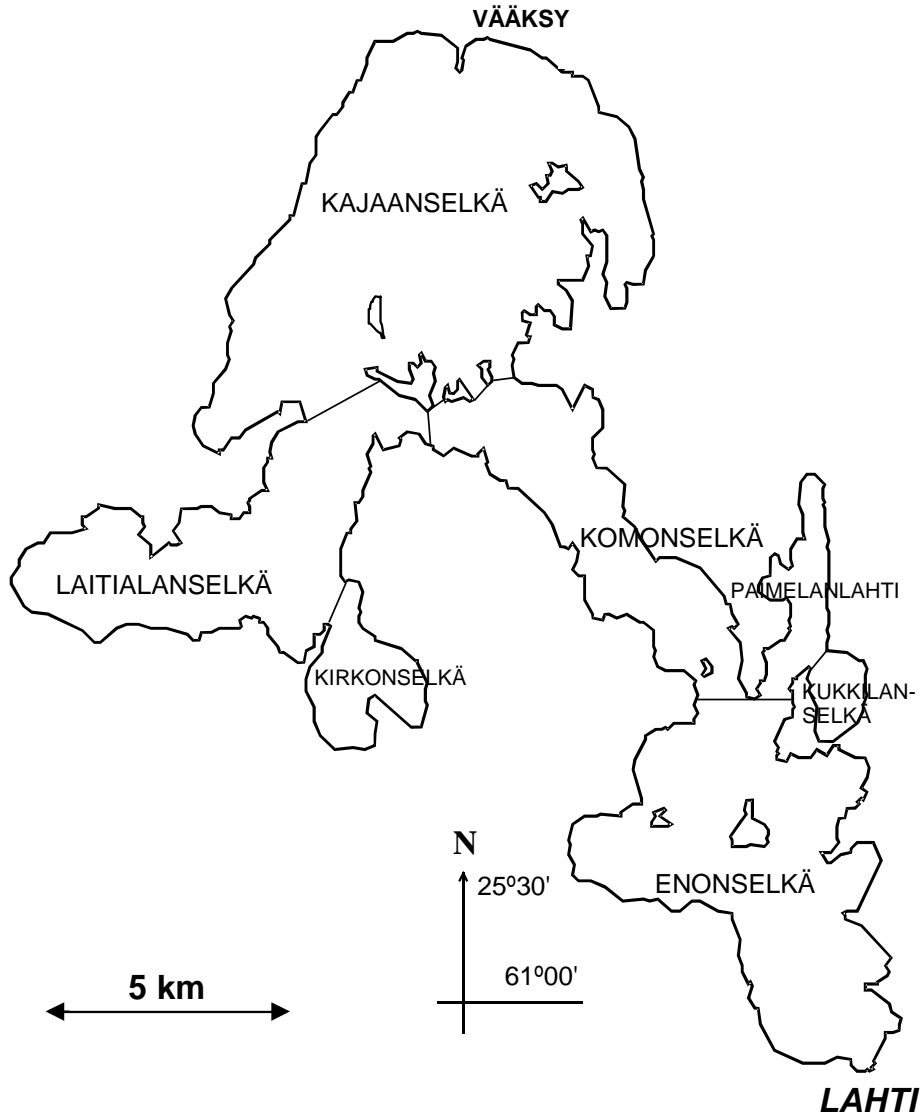 VÄÄKSY
KAJAANSELKÄ
KOMONSELKÄ
LAITIALANSELKÄ
PAIMELANLAHTI
KIRKONSELKÄ
KUKKILAN-
SELKÄ
N
25º30'
ENONSELKÄ
61º00'
5 km
LAHTI